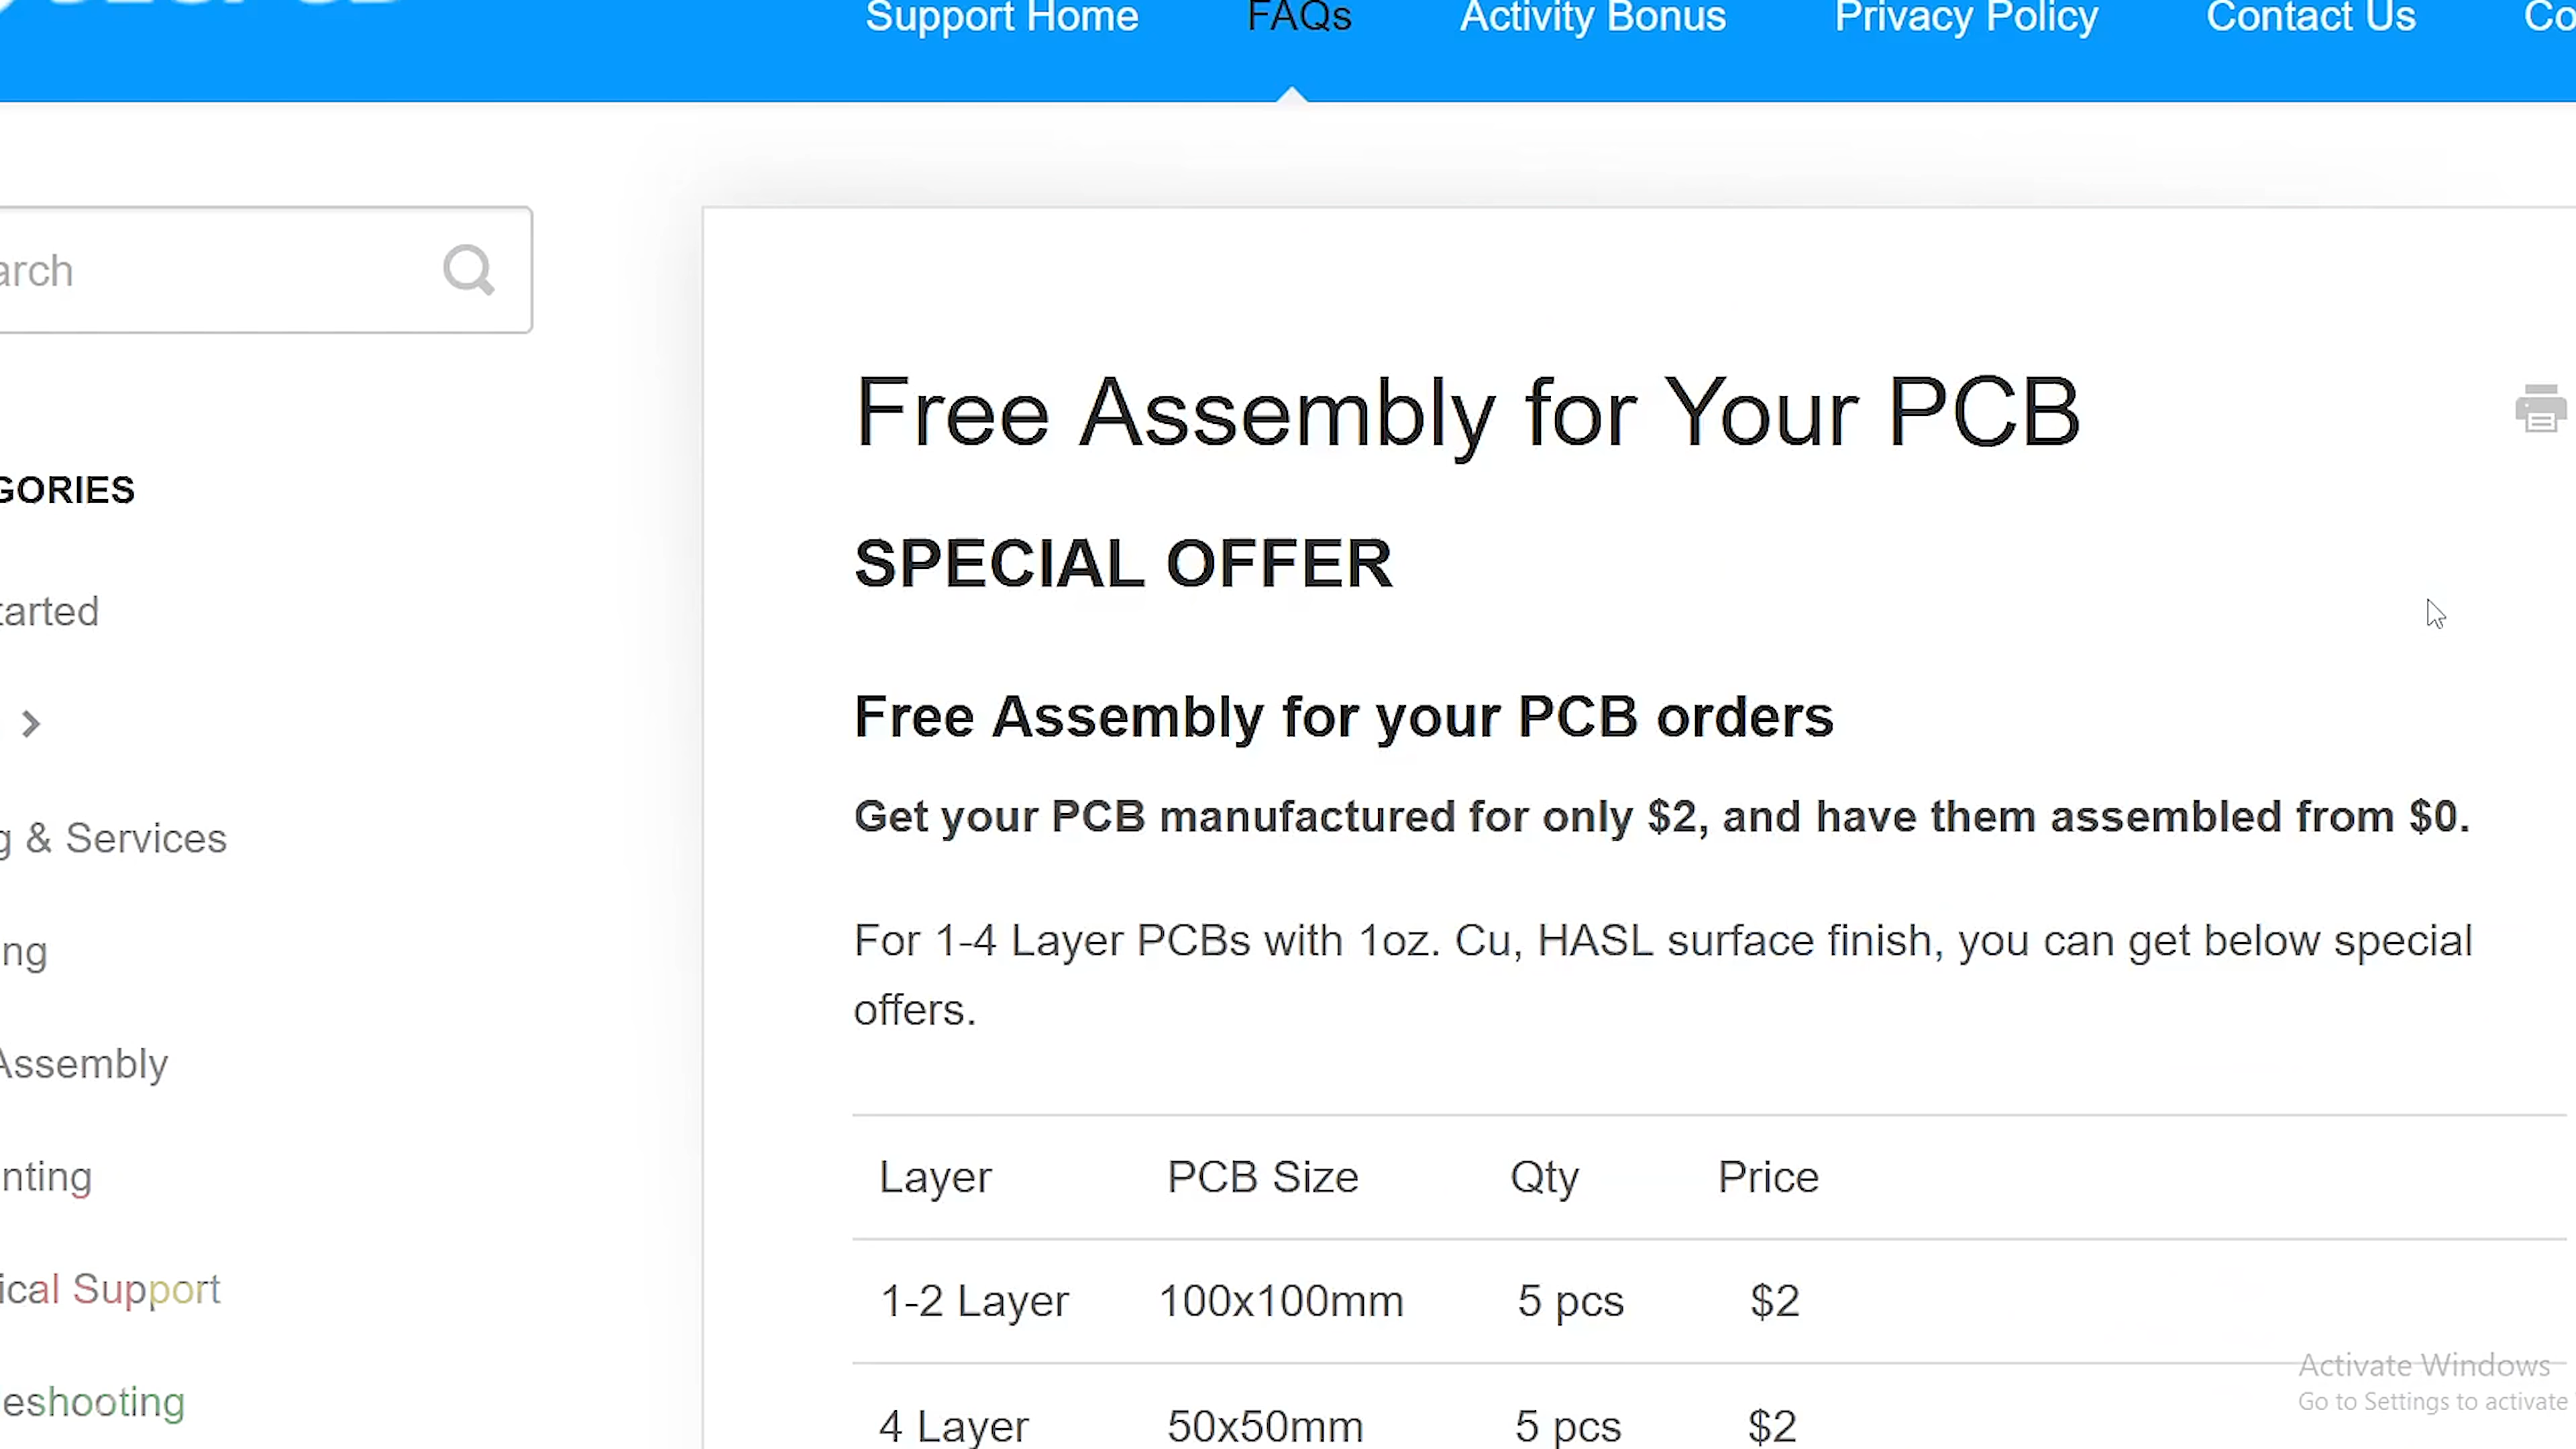 Support Home FAQs Activity Bonus Privacy Policy Contact Us Co
arch
GORIES
tarted
g & Services
ng
Assembly
nting
ical Support
eshooting
Free Assembly for Your PCB
SPECIAL OFFER
Free Assembly for your PCB orders
Get your PCB manufactured for only $2, and have them assembled from $0.
For 1-4 Layer PCBs with 1oz. Cu, HASL surface finish, you can get below special
offers.
Layer PCB Size Qty Price
1-2 Layer 100x100mm 5 pcs $2
4 Layer 50x50mm 5 pcs $2
Activate Windows
Go to Settings to activate